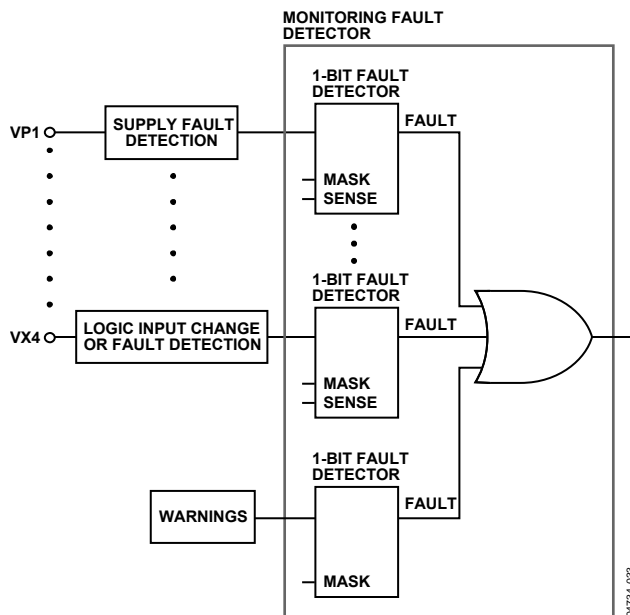 MONITORING FAULT
DETECTOR
1-BIT FAULT
DETECTOR
VP1
SUPPLY FAULT
DETECTION
FAULT
MASK
SENSE
1-BIT FAULT
DETECTOR
VX4
LOGIC INPUT CHANGE
OR FAULT DETECTION
FAULT
MASK
SENSE
1-BIT FAULT
DETECTOR
WARNINGS
FAULT
MASK